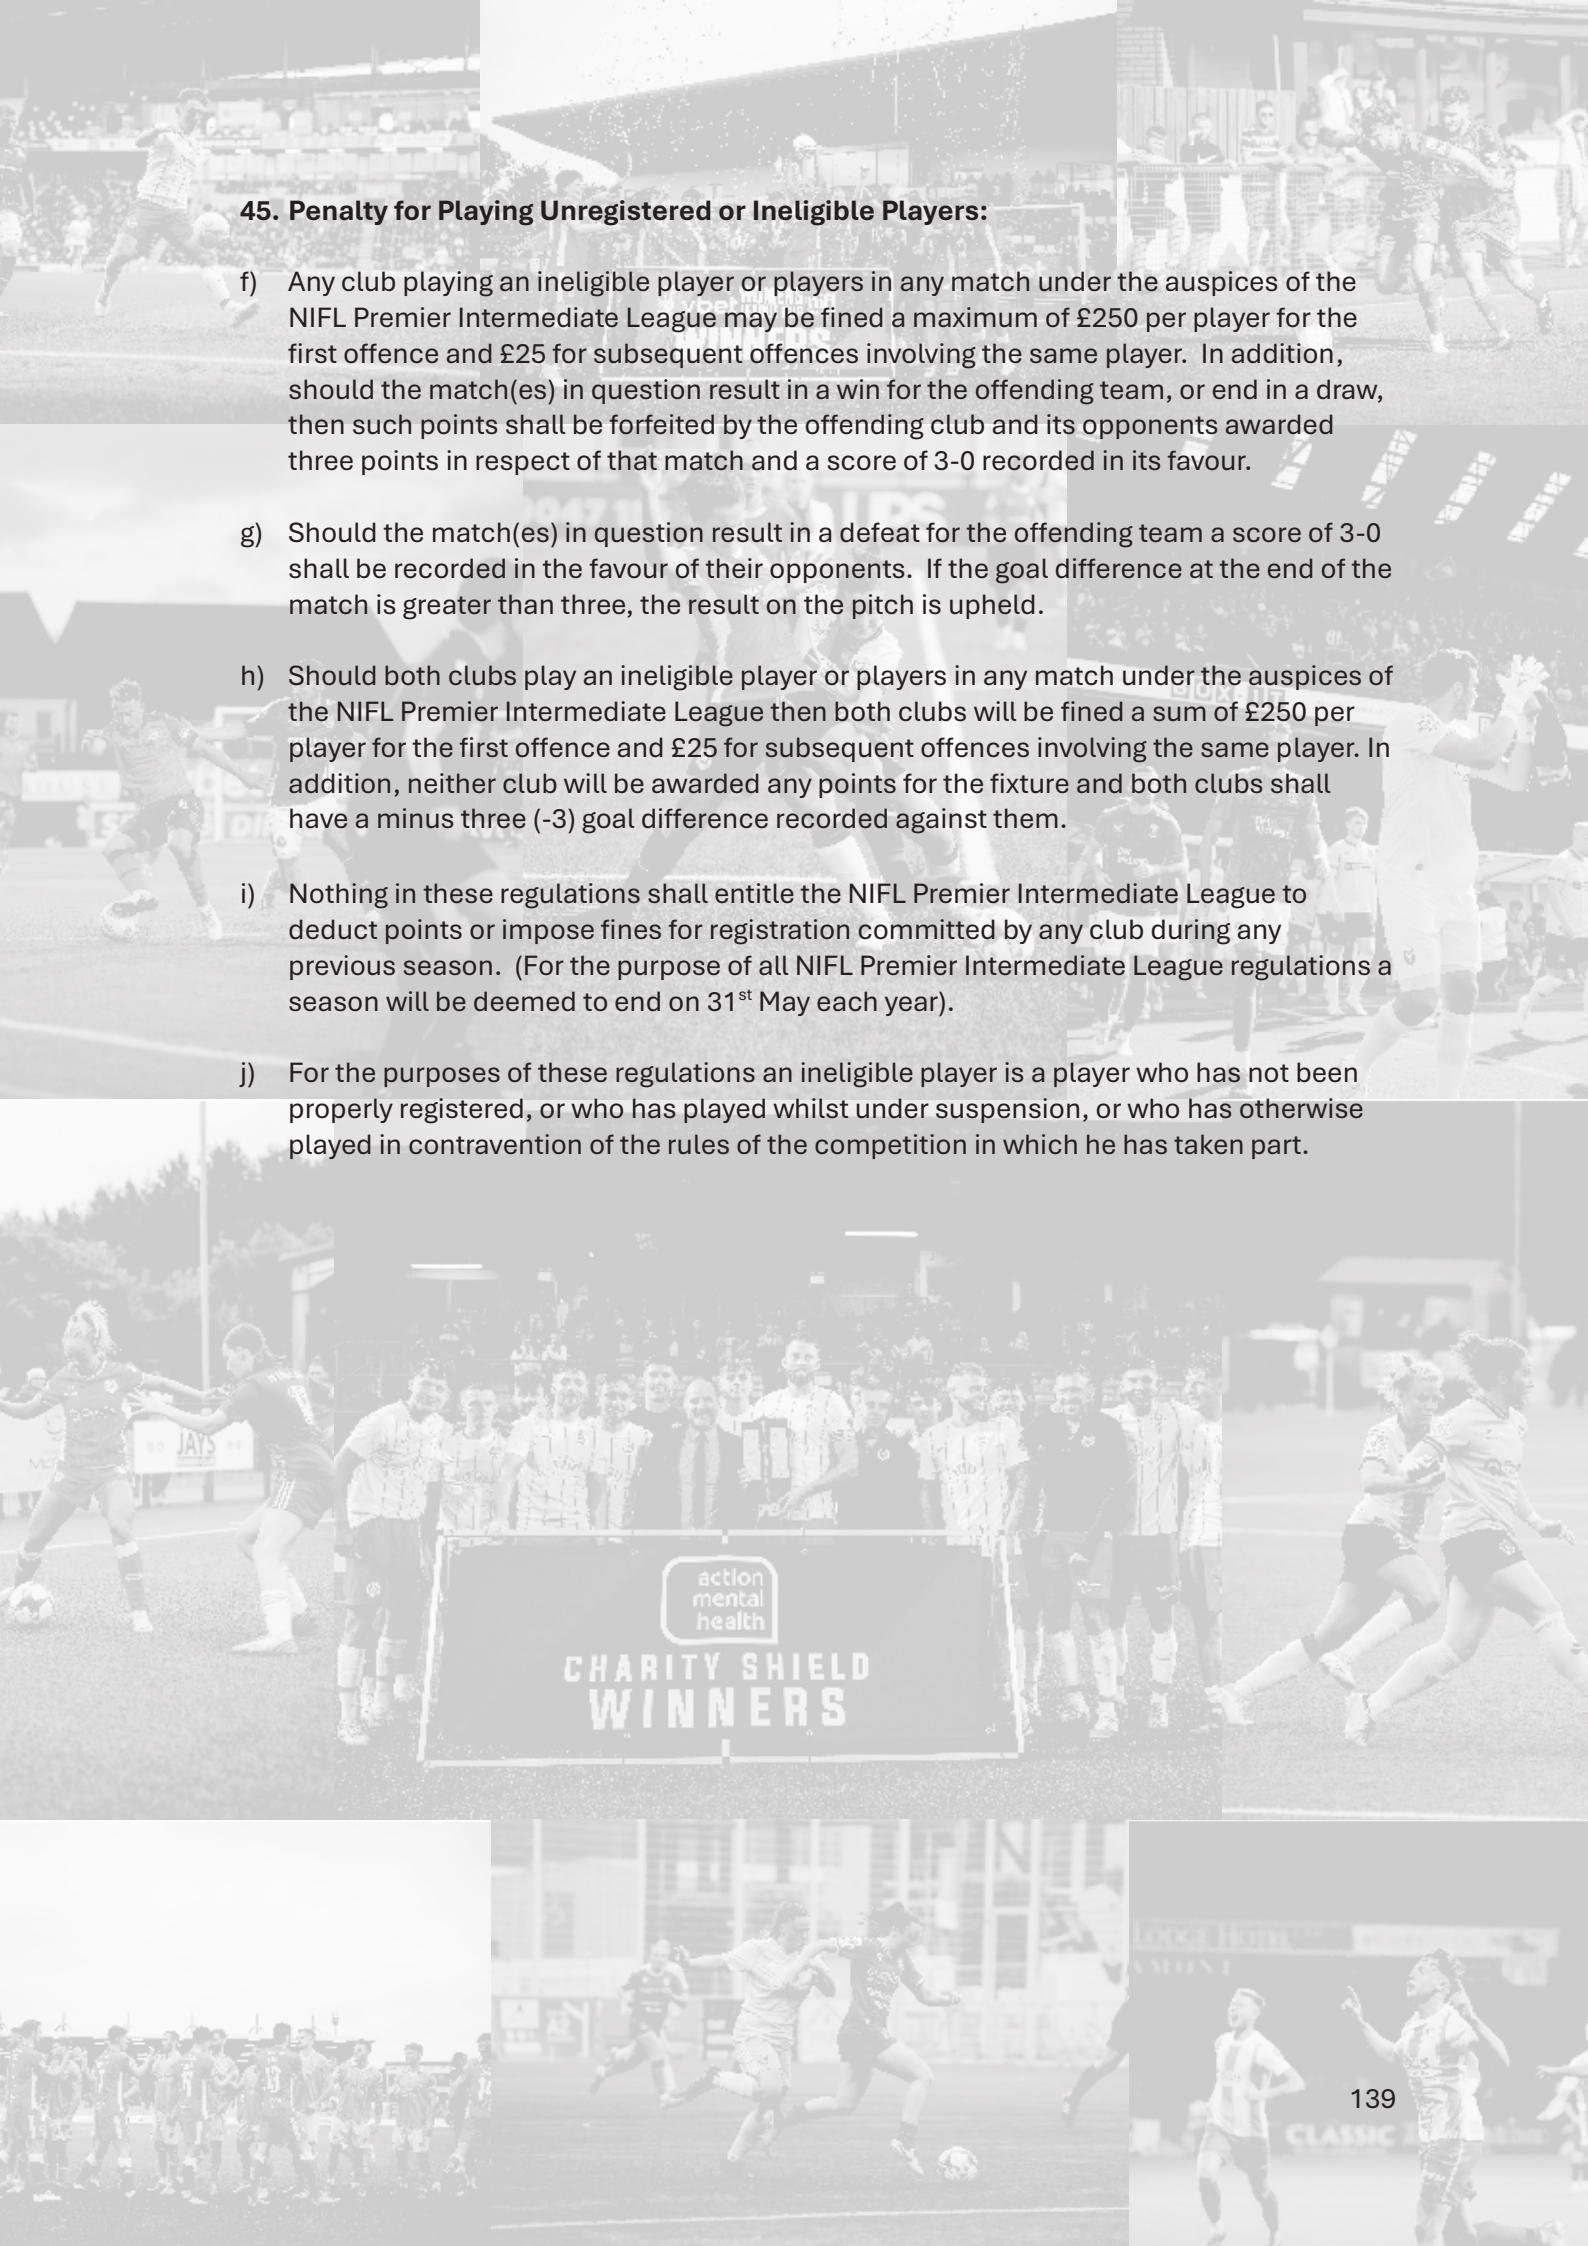 45. Penalty for Playing Unregistered or Ineligible Players:
f) Any club playing an ineligible player or players in any match under the auspices of the
NIFL Premier Intermediate League may be fined a maximum of £250 per player for the
first offence and £25 for subsequent offences involving the same player.  In addition,
should the match(es) in question result in a win for the offending team, or end in a draw,
then such points shall be forfeited by the offending club and its opponents awarded
three points in respect of that match and a score of 3-0 recorded in its favour.
g) Should the match(es) in question result in a defeat for the offending team a score of 3-0
shall be recorded in the favour of their opponents.  If the goal difference at the end of the
match is greater than three, the result on the pitch is upheld.
h) Should both clubs play an ineligible player or players in any match under the auspices of
the NIFL Premier Intermediate League then both clubs will be fined a sum of £250 per
player for the first offence and £25 for subsequent offences involving the same player. In
addition, neither club will be awarded any points for the fixture and both clubs shall
have a minus three (-3) goal difference recorded against them.
i) Nothing in these regulations shall entitle the NIFL Premier Intermediate League to
deduct points or impose fines for registration committed by any club during any
previous season.  (For the purpose of all NIFL Premier Intermediate League regulations a
season will be deemed to end on 31st May each year).
j) For the purposes of these regulations an ineligible player is a player who has not been
properly registered, or who has played whilst under suspension, or who has otherwise
played in contravention of the rules of the competition in which he has taken part.
JAYS
action
mental
health
CHARITY SHIELD
WINNERS
CLASSIC
139